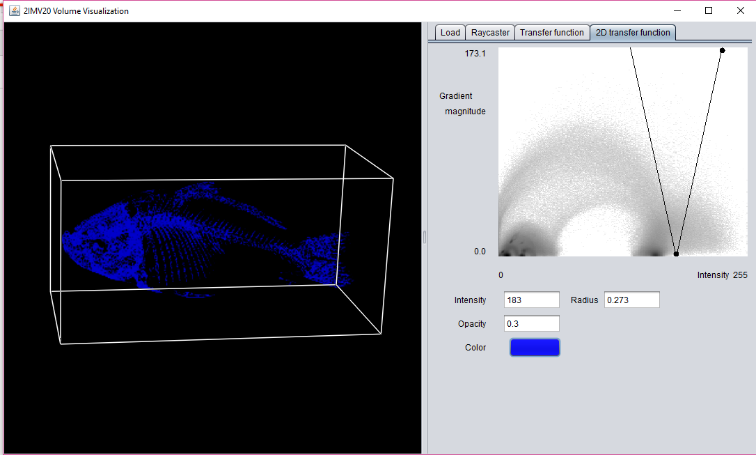 2IMV20 Volume Visualization
Load Raycaster Transfer function 2D transfer function
173.1
Gradient
magnitude
0.0
0 Intensity 255
Intensity 183 Radius 0.273
Opacity 0.3
Color